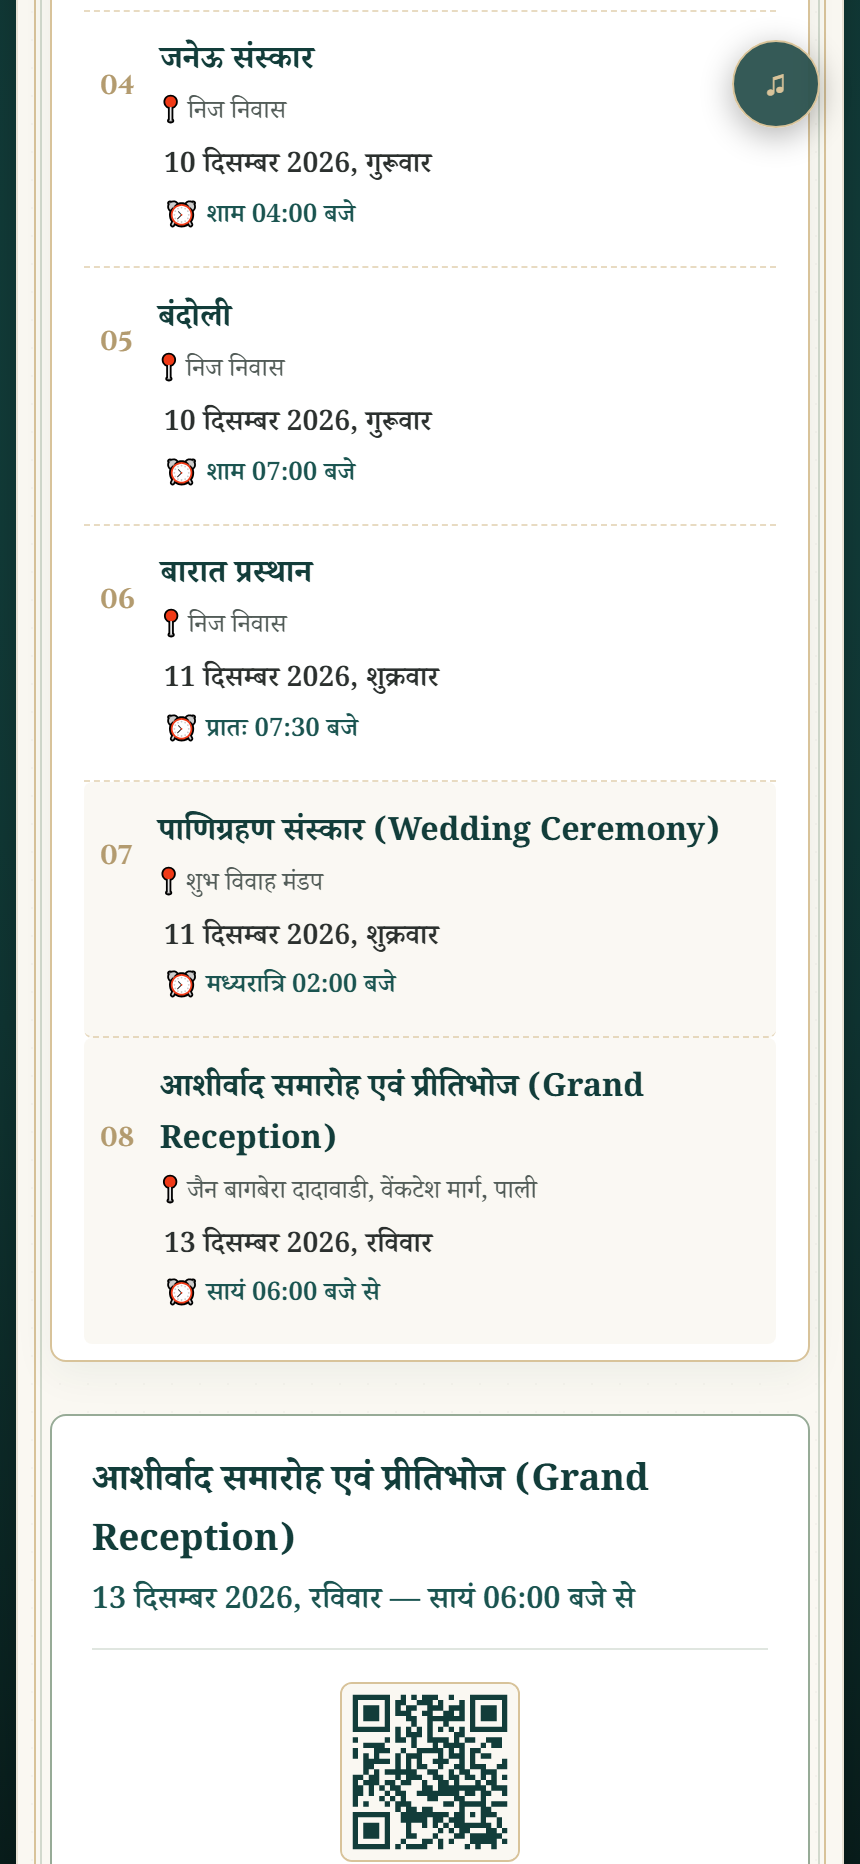 04
जनेऊ संस्कार
निज निवास
10 दिसम्बर 2026, गुरूवार
शाम 04:00 बजे
05
बंदोली
निज निवास
10 दिसम्बर 2026, गुरूवार
शाम 07:00 बजे
06
बारात प्रस्थान
निज निवास
11 दिसम्बर 2026, शुक्रवार
प्रातः 07:30 बजे
07
पाणिग्रहण संस्कार (Wedding Ceremony)
शुभ विवाह मंडप
11 दिसम्बर 2026, शुक्रवार
मध्यरात्रि 02:00 बजे
08
आशीर्वाद समारोह एवं प्रीतिभोज (Grand
Reception)
जैन बागबेरा दादावाडी, वेंकटेश मार्ग, पाली
13 दिसम्बर 2026, रविवार
सायं 06:00 बजे से
आशीर्वाद समारोह एवं प्रीतिभोज (Grand
Reception)
13 दिसम्बर 2026, रविवार — सायं 06:00 बजे से